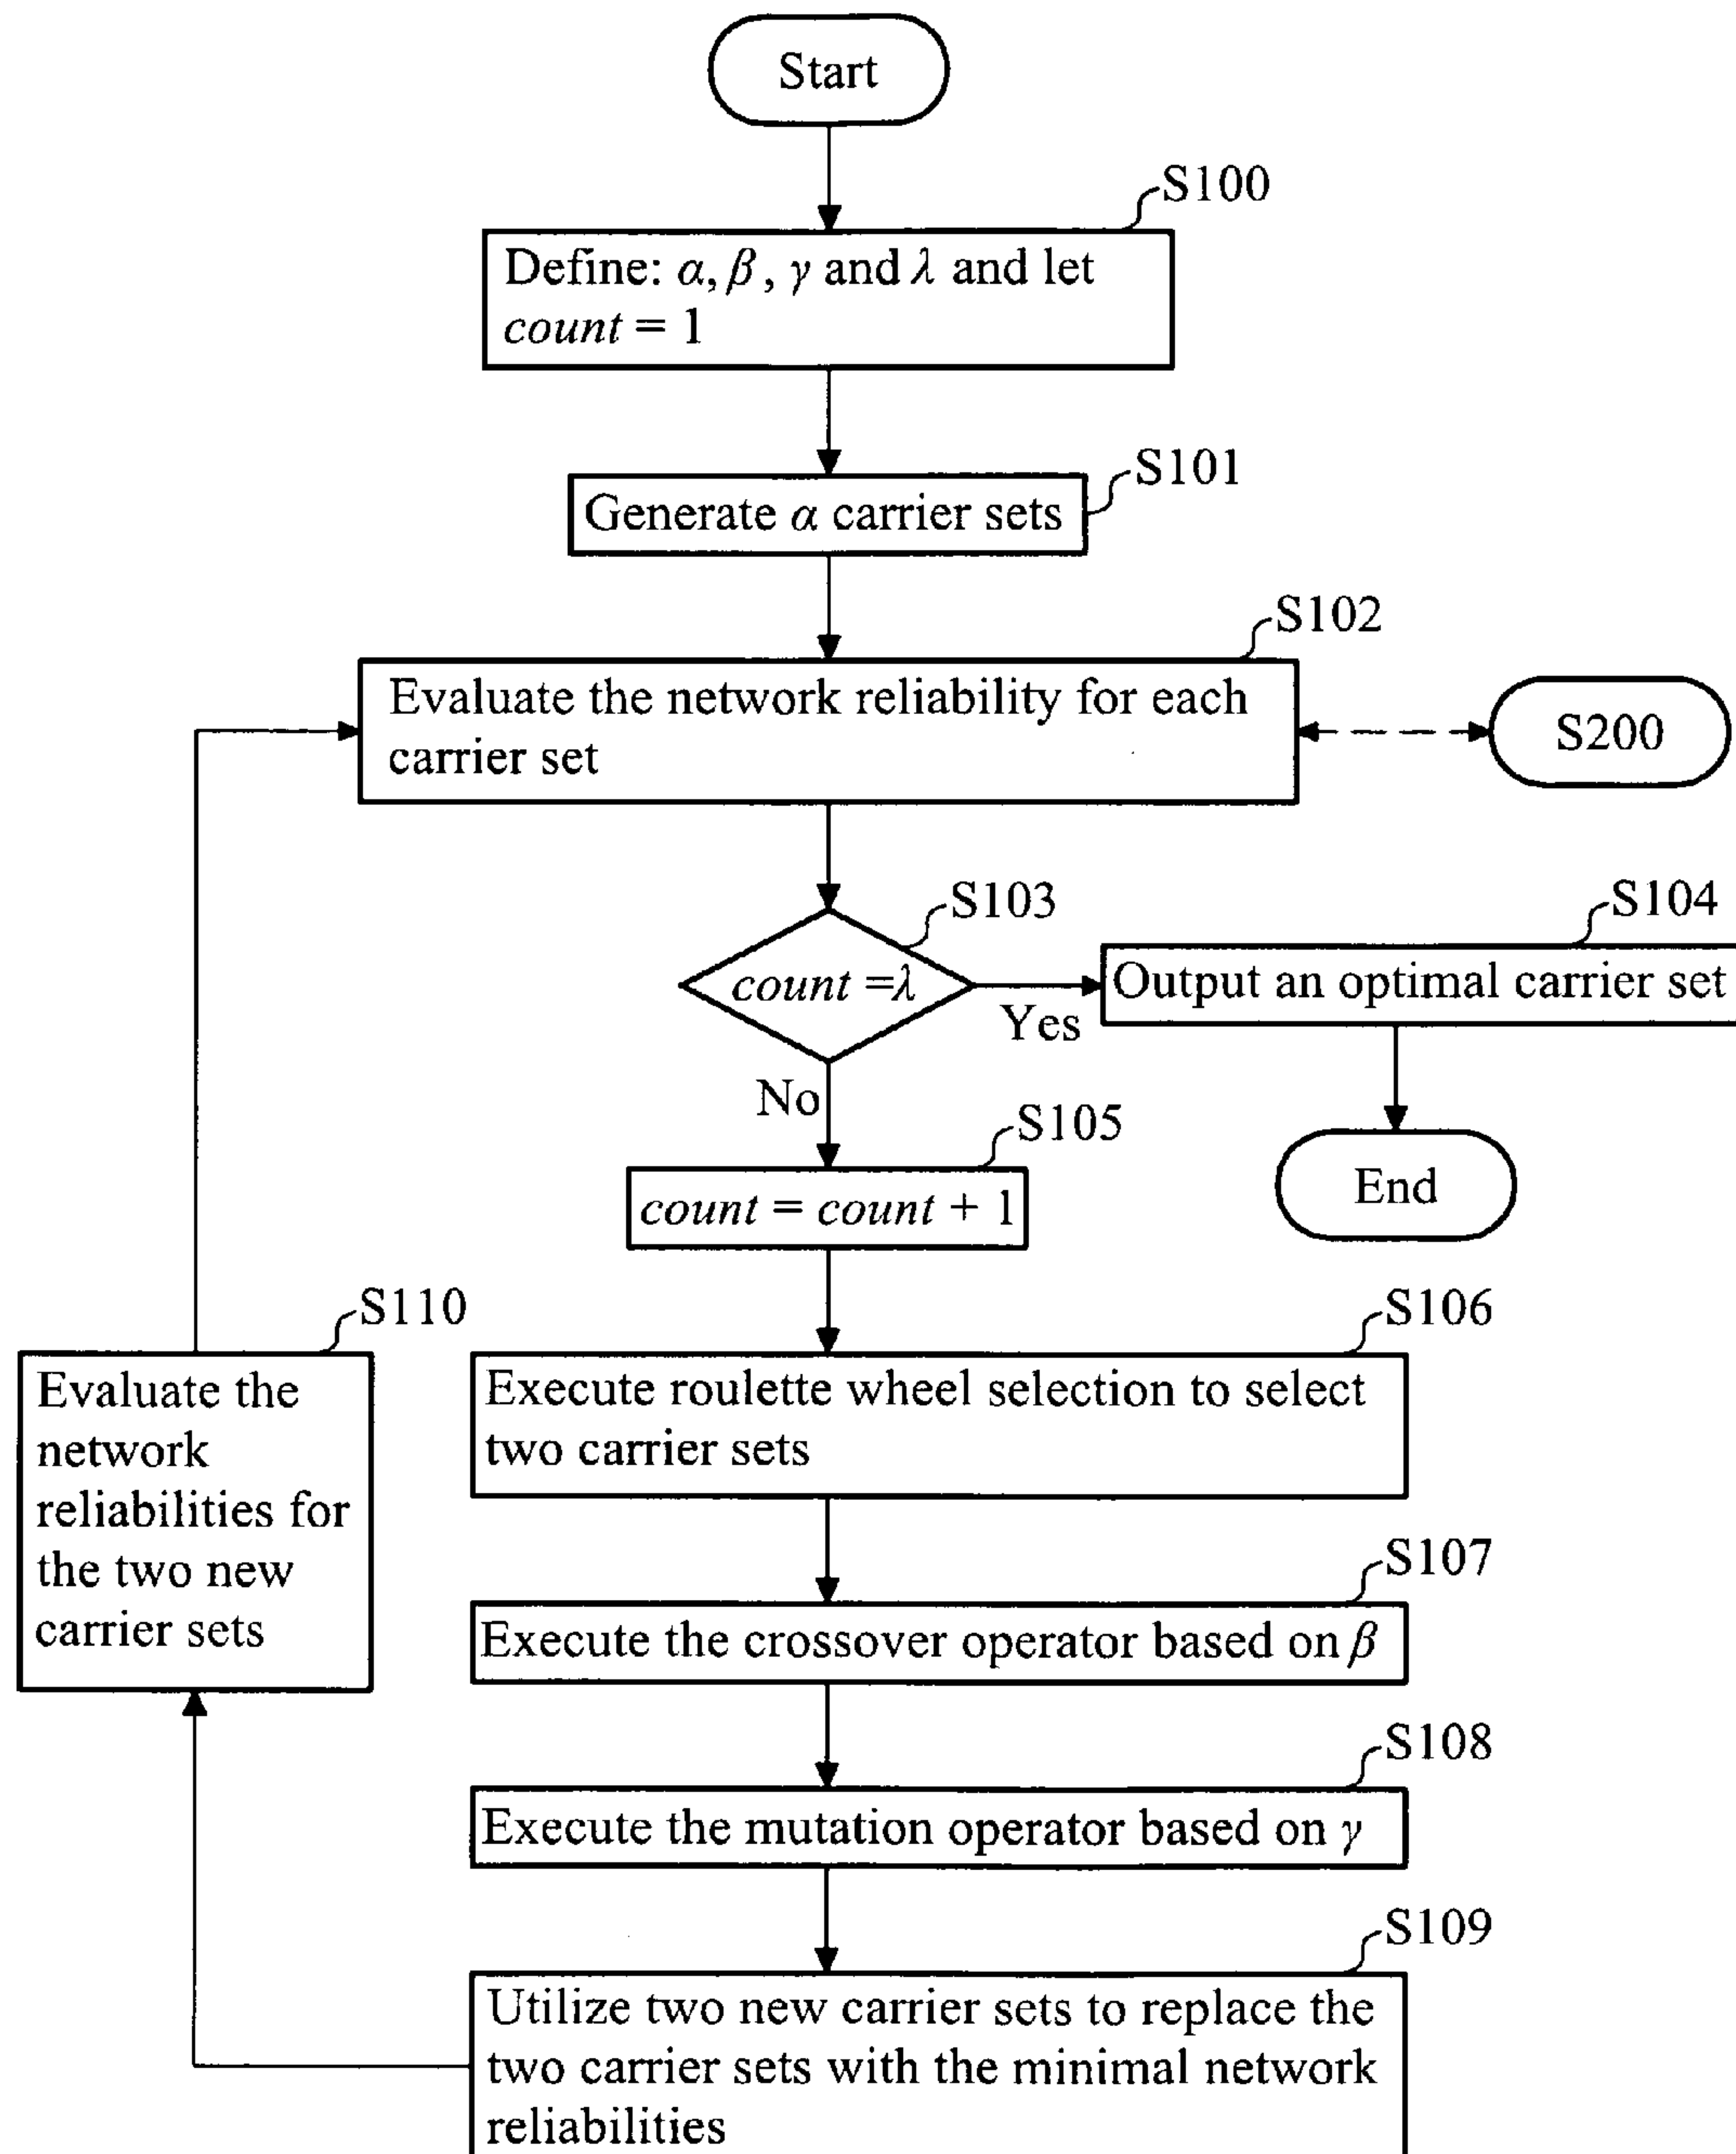 Start
S100
Define: α, β, γ and λ and let
count = 1
S101
Generate α carrier sets
S102
Evaluate the network reliability for each
carrier set
S200
S103
count =λ
Yes
No
S104
Output an optimal carrier set
End
S105
count = count + 1
S106
Execute roulette wheel selection to select
two carrier sets
S107
Execute the crossover operator based on β
S108
Execute the mutation operator based on γ
S109
Utilize two new carrier sets to replace the
two carrier sets with the minimal network
reliabilities
S110
Evaluate the
network
reliabilities for
the two new
carrier sets